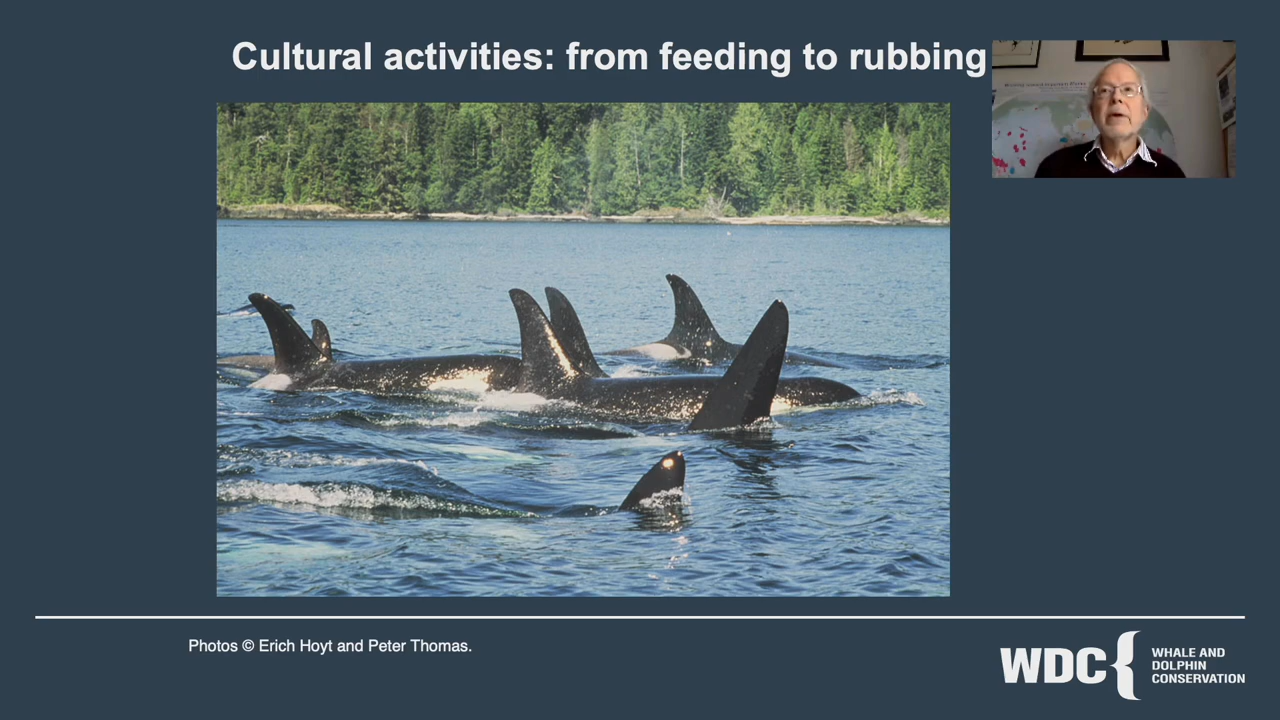 Cultural activities: from feeding to rubbing
Photos © Erich Hoyt and Peter Thomas.
WDC
WHALE AND
DOLPHIN
CONSERVATION